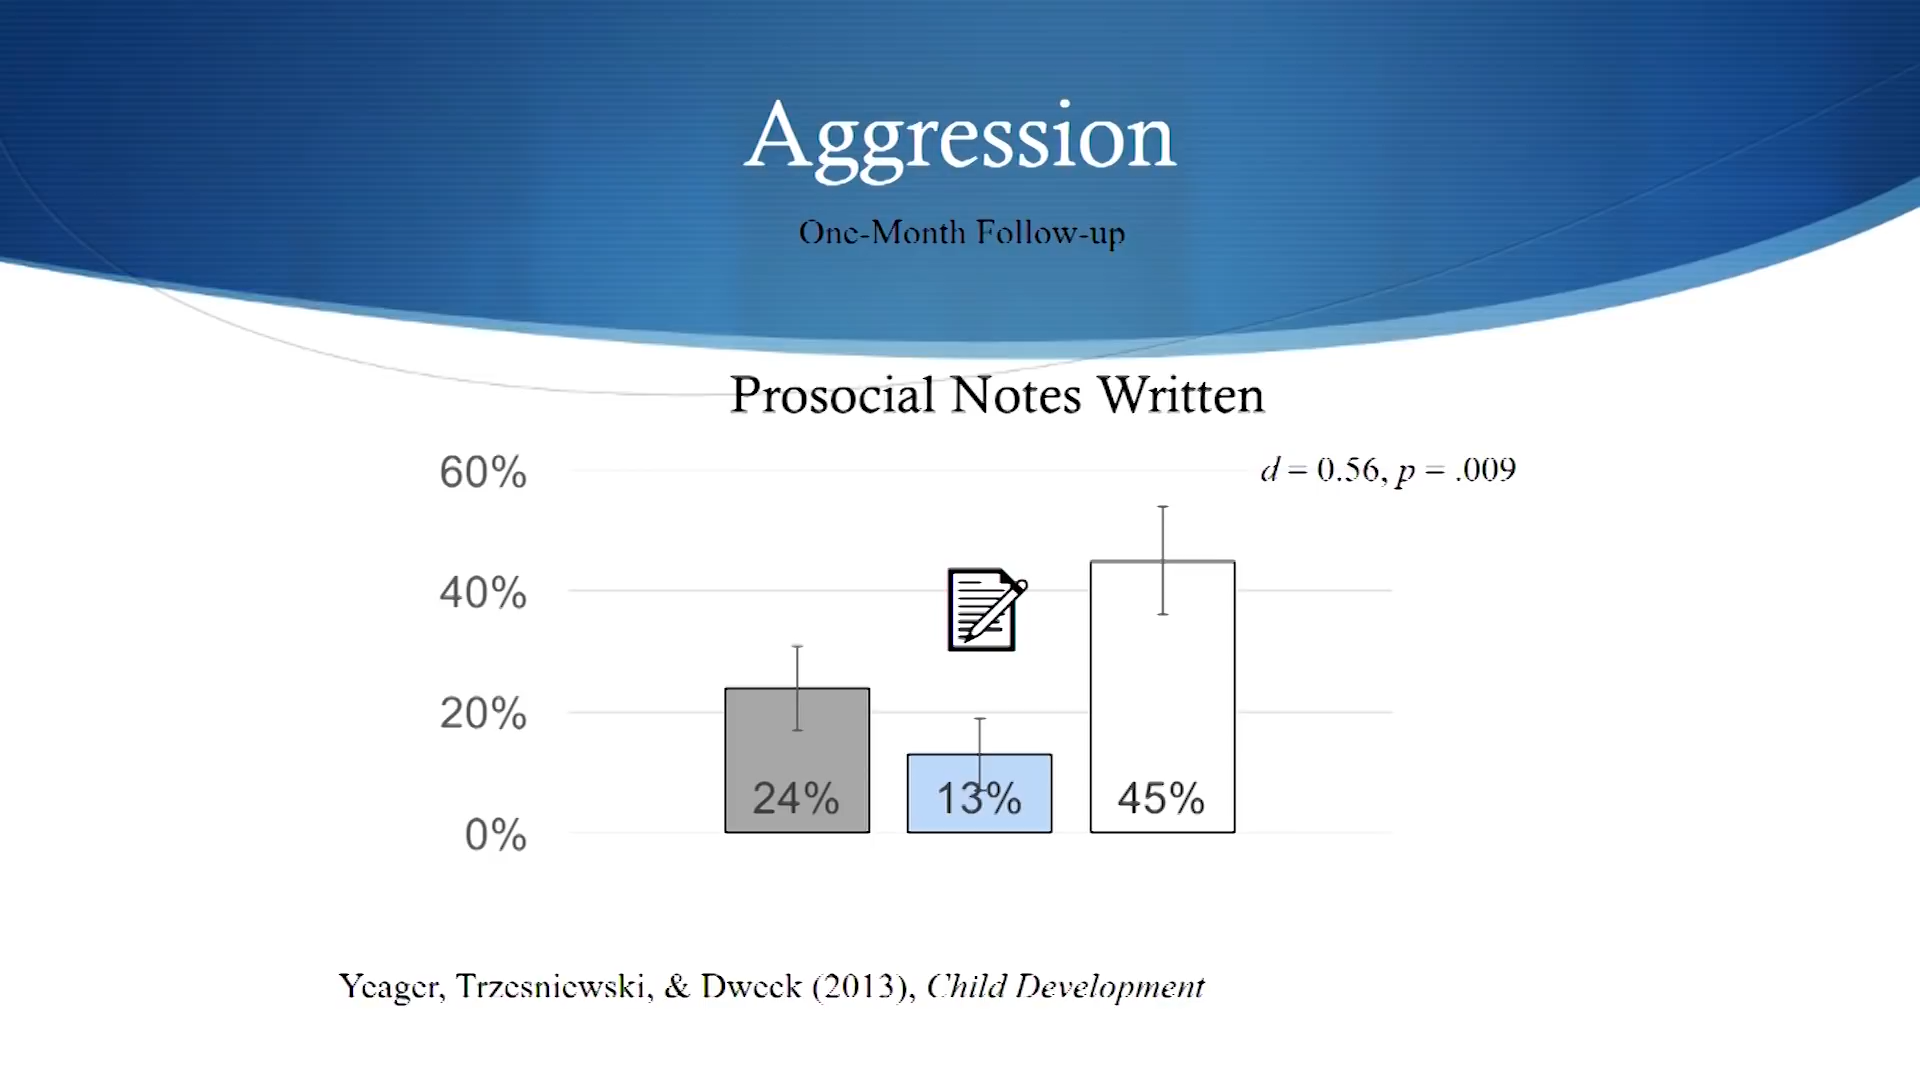 Aggression
One-Month Follow-up
Prosocial Notes Written
60%
d = 0.56, p = .009
40%
20%
0%
24%
13%
45%
Yeager, Trzesniewski, & Dweck (2013), Child Development